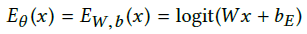 E_θ(x) = E_{W,b}(x) = logit(Wx + b_E)